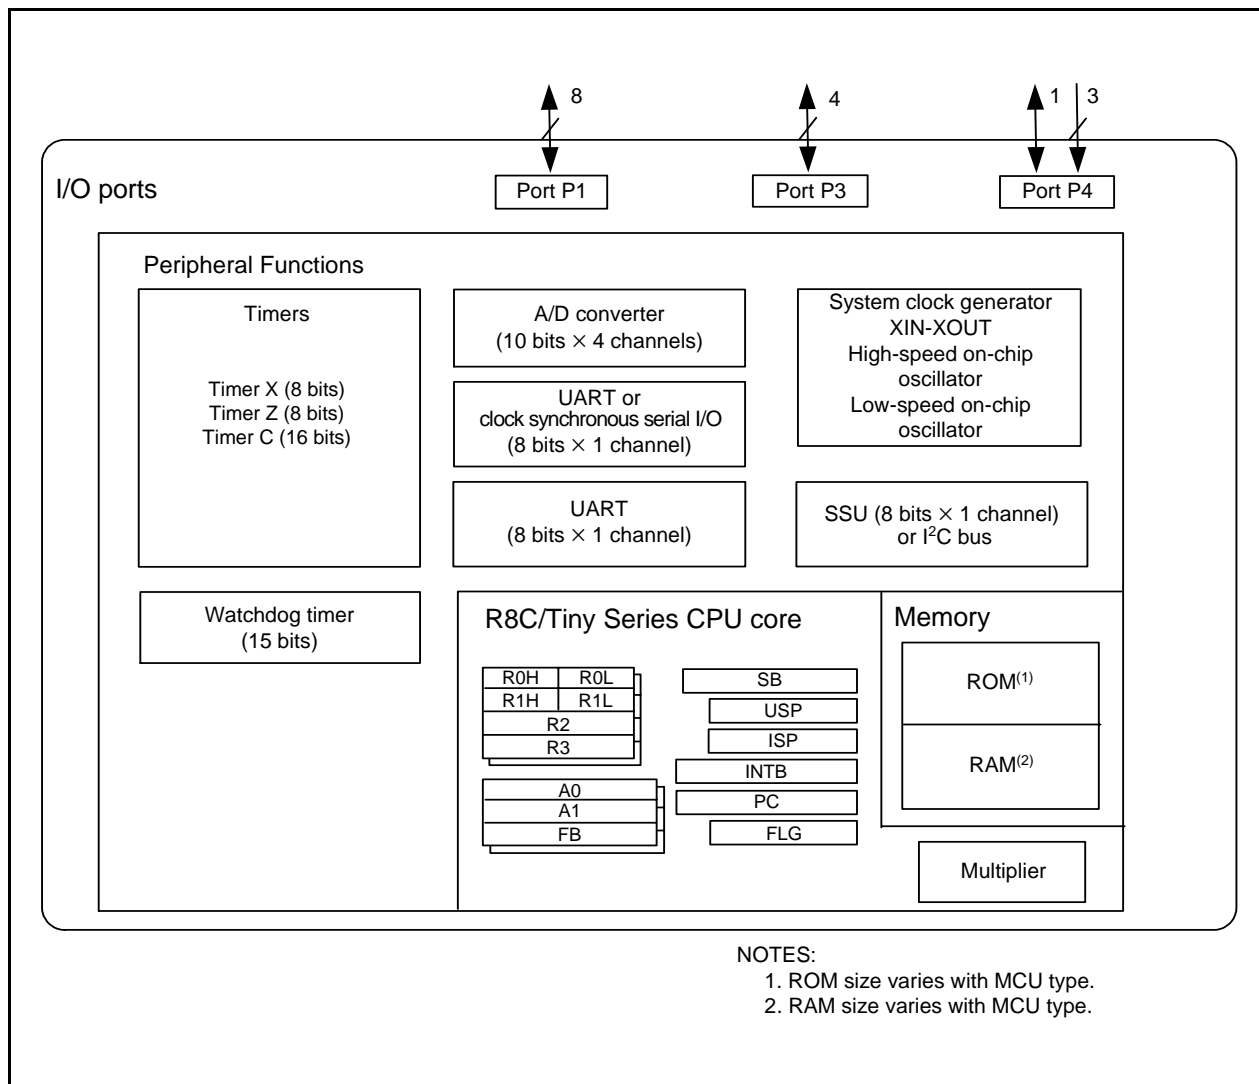 8
4
1
3
I/O ports
Port P1
Port P3
Port P4
Peripheral Functions
Timers
Timer X (8 bits)
Timer Z (8 bits)
Timer C (16 bits)
A/D converter
(10 bits × 4 channels)
UART or
clock synchronous serial I/O
(8 bits × 1 channel)
UART
(8 bits × 1 channel)
System clock generator
XIN-XOUT
High-speed on-chip
oscillator
Low-speed on-chip
oscillator
SSU (8 bits × 1 channel)
or I²C bus
Watchdog timer
(15 bits)
R8C/Tiny Series CPU core
R0H
R0L
R1H
R1L
R2
R3
A0
A1
FB
SB
USP
ISP
INTB
PC
FLG
Memory
ROM(1)
RAM(2)
Multiplier
NOTES:
1. ROM size varies with MCU type.
2. RAM size varies with MCU type.